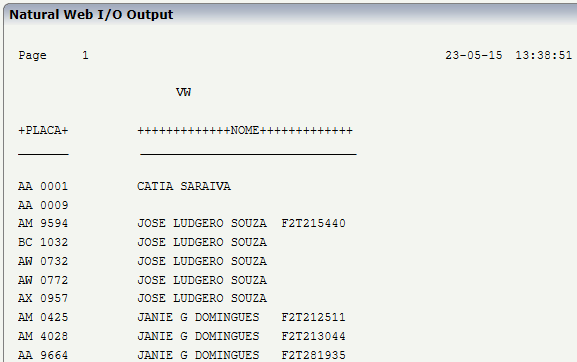 Natural Web I/O Output
Page 1 23-05-15 13:38:51
VW
+PLACA+ +++++++++++++NOME+++++++++++++
AA 0001 CATIA SARAIVA
AA 0009
AM 9594 JOSE LUDGERO SOUZA F2T215440
BC 1032 JOSE LUDGERO SOUZA
AW 0732 JOSE LUDGERO SOUZA
AW 0772 JOSE LUDGERO SOUZA
AX 0957 JOSE LUDGERO SOUZA
AM 0425 JANIE G DOMINGUES F2T212511
AM 4028 JANIE G DOMINGUES F2T213044
AA 9664 JANIE G DOMINGUES F2T281935